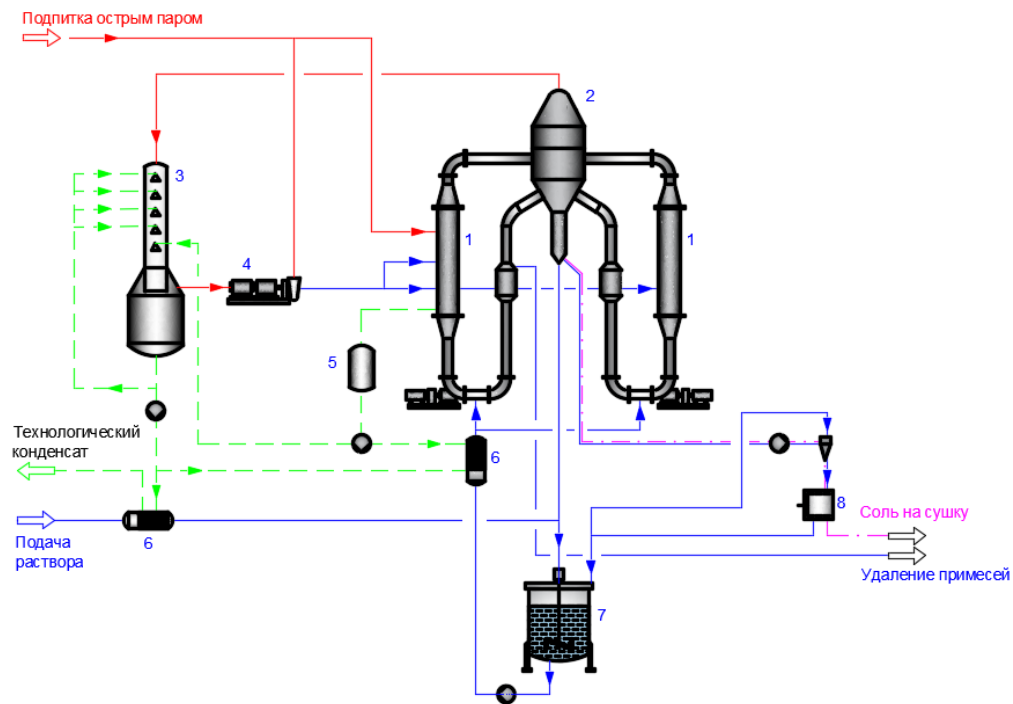 Подпитка острым паром
2
3
1
1
4
5
Технологический
конденсат
6
8
Соль на сушку
6
Подача
раствора
Удаление примесей
7